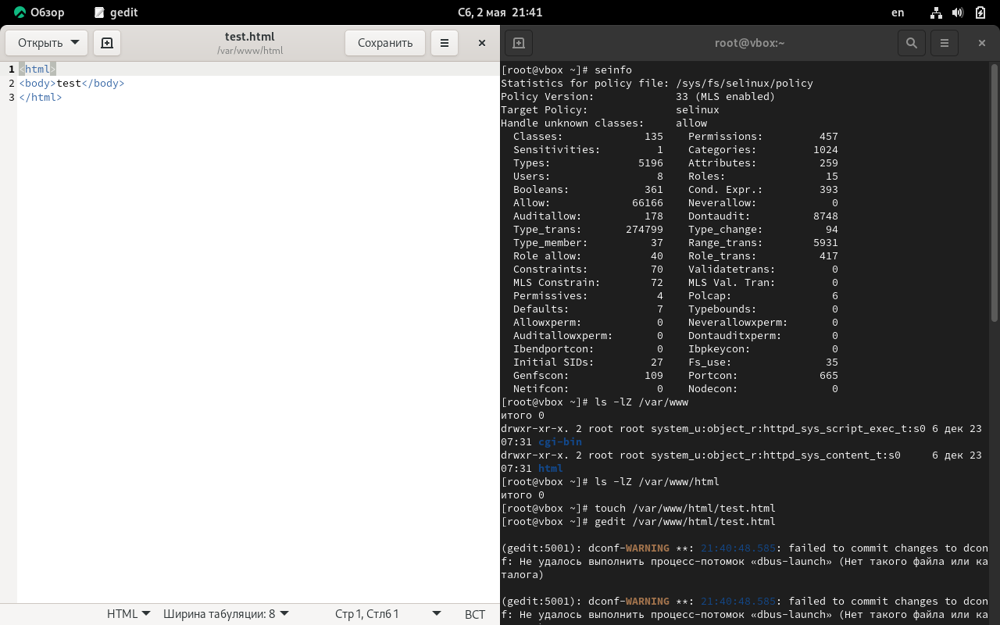 Обзор gedit Сб, 2 мая 21:41 en
Открыть test.html Сохранить
/var/www/html
1 <html>
2 <body>test</body>
3 </html>
HTML Ширина табуляции: 8 Стр 1, Стлб 1 ВСТ
root@vbox:~
[root@vbox ~]# seinfo
Statistics for policy file: /sys/fs/selinux/policy
Policy Version: 33 (MLS enabled)
Target Policy: selinux
Handle unknown classes: allow
Classes: 135 Permissions: 457
Sensitivities: 1 Categories: 1024
Types: 5196 Attributes: 259
Users: 8 Roles: 15
Booleans: 361 Cond. Expr.: 393
Allow: 66166 Neverallow: 0
Auditallow: 178 Dontaudit: 8748
Type_trans: 274799 Type_change: 94
Type_member: 37 Range_trans: 5931
Role allow: 40 Role_trans: 417
Constraints: 70 Validatetrans: 0
MLS Constrain: 72 MLS Val. Tran: 0
Permissives: 4 Polcap: 6
Defaults: 7 Typebounds: 0
Allowxperm: 0 Neverallowxperm: 0
Auditallowxperm: 0 Dontauditxperm: 0
Ibendportcon: 0 Ibpkeycon: 0
Initial SIDs: 27 Fs_use: 35
Genfscon: 109 Portcon: 665
Netifcon: 0 Nodecon: 0
[root@vbox ~]# ls -lZ /var/www
итого 0
drwxr-xr-x. 2 root root system_u:object_r:httpd_sys_script_exec_t:s0 6 дек 23
07:31 cgi-bin
drwxr-xr-x. 2 root root system_u:object_r:httpd_sys_content_t:s0 6 дек 23
07:31 html
[root@vbox ~]# ls -lZ /var/www/html
итого 0
[root@vbox ~]# touch /var/www/html/test.html
[root@vbox ~]# gedit /var/www/html/test.html
(gedit:5001): dconf-WARNING **: 21:40:48.585: failed to commit changes to dcon
f: Не удалось выполнить процесс-потомок «dbus-launch» (Нет такого файла или ка
талога)
(gedit:5001): dconf-WARNING **: 21:40:48.585: failed to commit changes to dcon
f: Не удалось выполнить процесс-потомок «dbus-launch» (Нет такого файла или ка